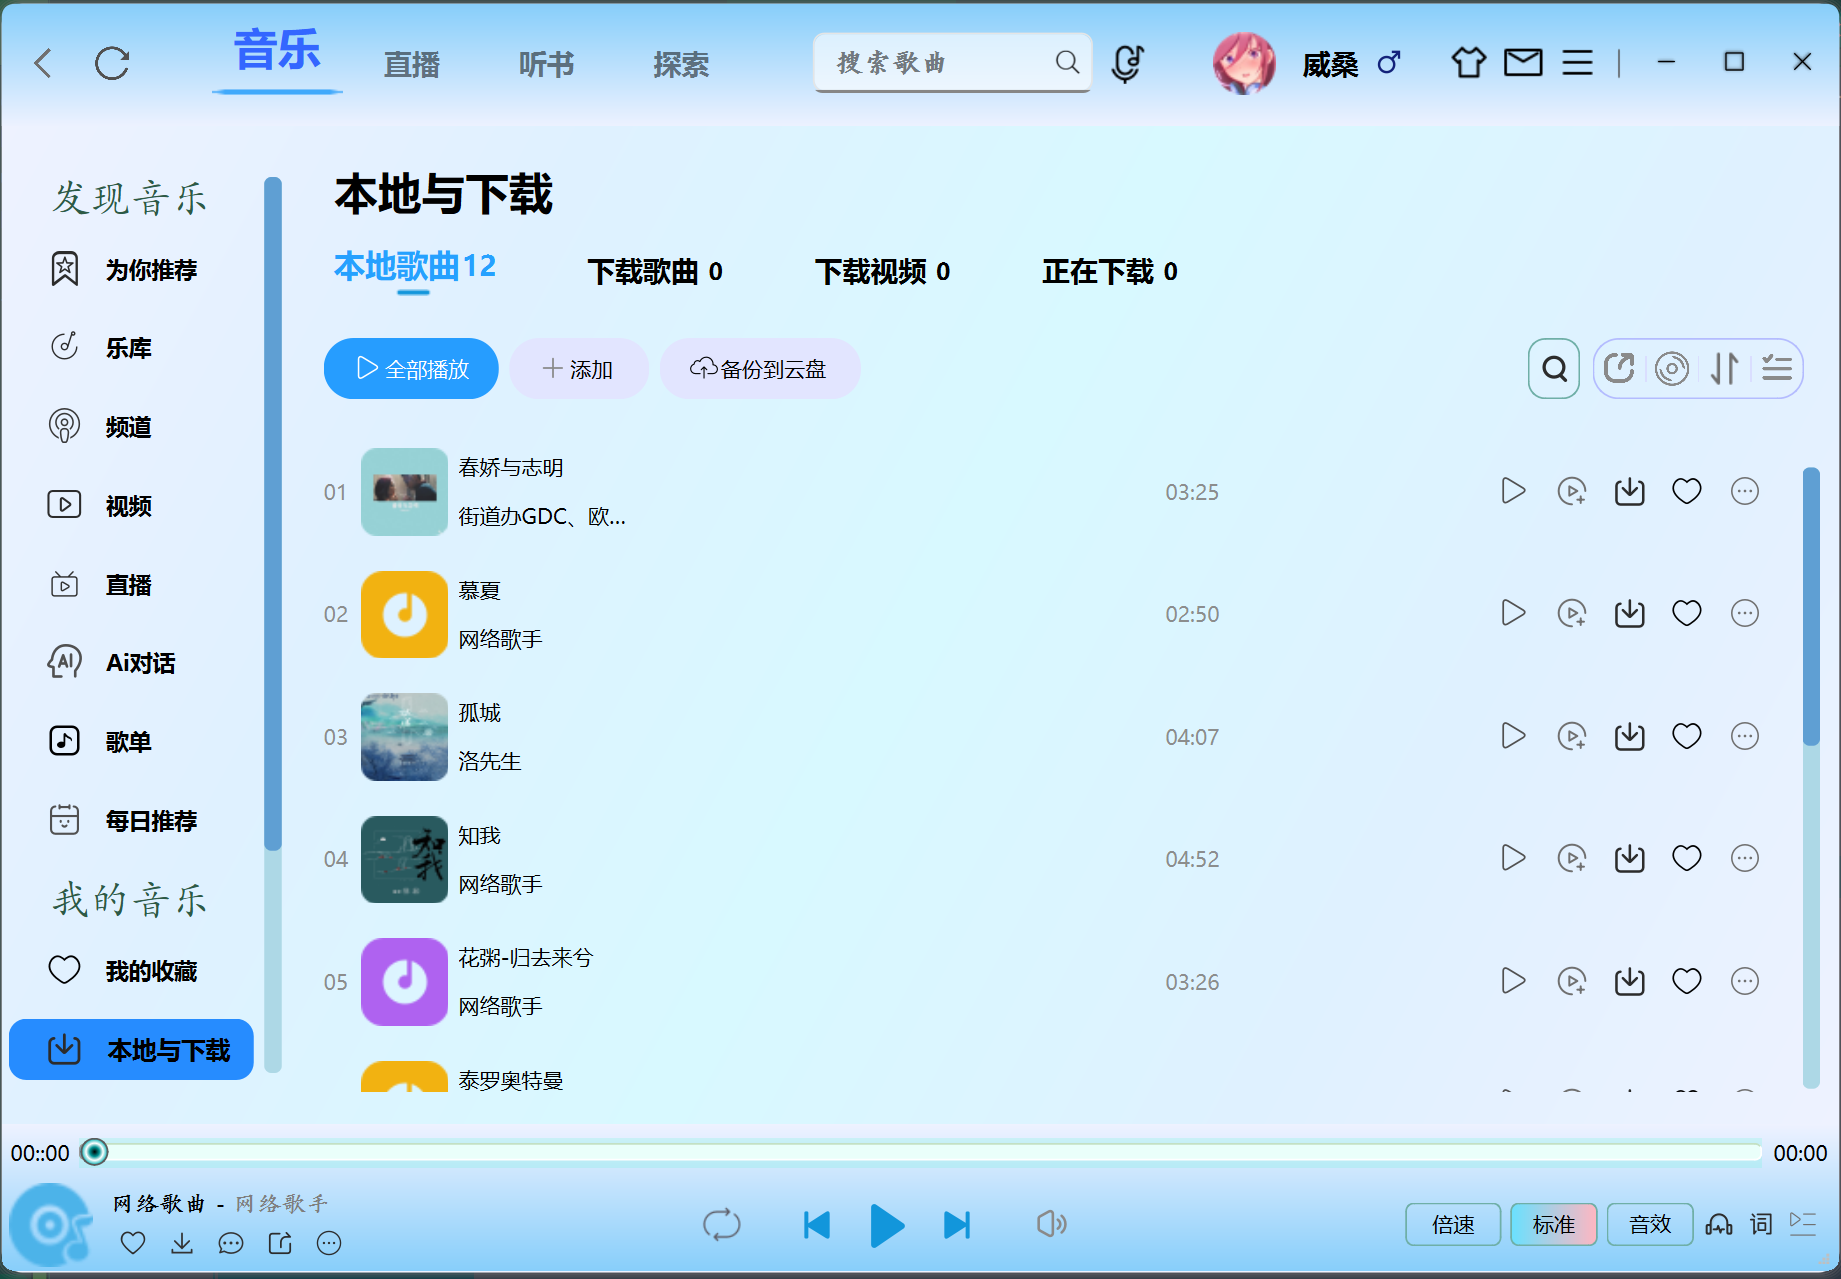 音乐 直播 听书 探索 搜索歌曲 威桑
发现音乐
为你推荐
乐库
频道
视频
直播
Ai对话
歌单
每日推荐
我的音乐
我的收藏
本地与下载
本地与下载
本地歌曲12 下载歌曲 0 下载视频 0 正在下载 0
全部播放 添加 备份到云盘
01 春娇与志明 03:25
街道办GDC、欧...
02 慕夏 02:50
网络歌手
03 孤城 04:07
洛先生
04 知我 04:52
网络歌手
05 花粥-归去来兮 03:26
网络歌手
泰罗奥特曼
00::00 00:00
网络歌曲 - 网络歌手
倍速 标准 音效 词